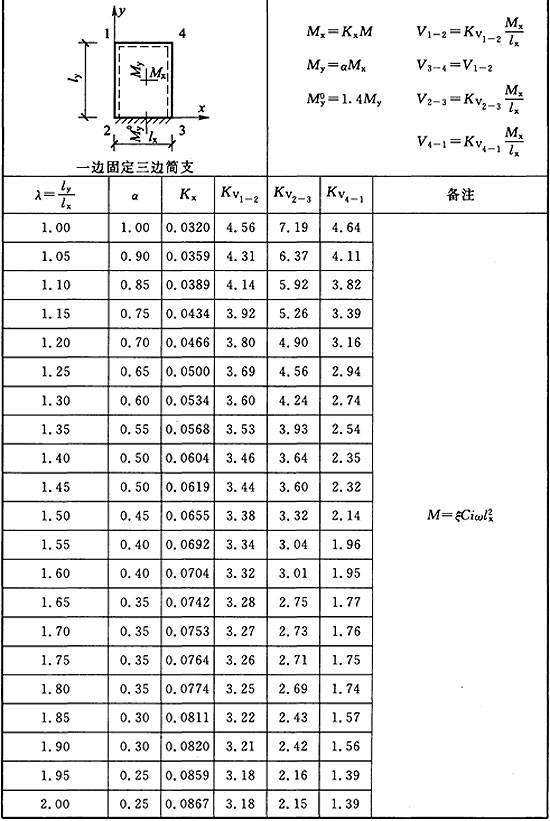 y
1 4
l_y
M_y M_x
x
2 M_y^0 l_x 3
一边固定三边简支
M_x=K_xM V_{1-2}=K_{V_{1-2}} M_x/l_x
M_y=αM_x V_{3-4}=V_{1-2}
M_y^0=1.4M_y V_{2-3}=K_{V_{2-3}} M_x/l_x
V_{4-1}=K_{V_{4-1}} M_x/l_x
λ=l_y/l_x α K_x K_{V_{1-2}} K_{V_{2-3}} K_{V_{4-1}} 备注
1.00 1.00 0.0320 4.56 7.19 4.64
1.05 0.90 0.0359 4.31 6.37 4.11
1.10 0.85 0.0389 4.14 5.92 3.82
1.15 0.75 0.0434 3.92 5.26 3.39
1.20 0.70 0.0466 3.80 4.90 3.16
1.25 0.65 0.0500 3.69 4.56 2.94
1.30 0.60 0.0534 3.60 4.24 2.74
1.35 0.55 0.0568 3.53 3.93 2.54
1.40 0.50 0.0604 3.46 3.64 2.35
1.45 0.50 0.0619 3.44 3.60 2.32
1.50 0.45 0.0655 3.38 3.32 2.14 M=ξCiωl_x^2
1.55 0.40 0.0692 3.34 3.04 1.96
1.60 0.40 0.0704 3.32 3.01 1.95
1.65 0.35 0.0742 3.28 2.75 1.77
1.70 0.35 0.0753 3.27 2.73 1.76
1.75 0.35 0.0764 3.26 2.71 1.75
1.80 0.35 0.0774 3.25 2.69 1.74
1.85 0.30 0.0811 3.22 2.43 1.57
1.90 0.30 0.0820 3.21 2.42 1.56
1.95 0.25 0.0859 3.18 2.16 1.39
2.00 0.25 0.0867 3.18 2.15 1.39